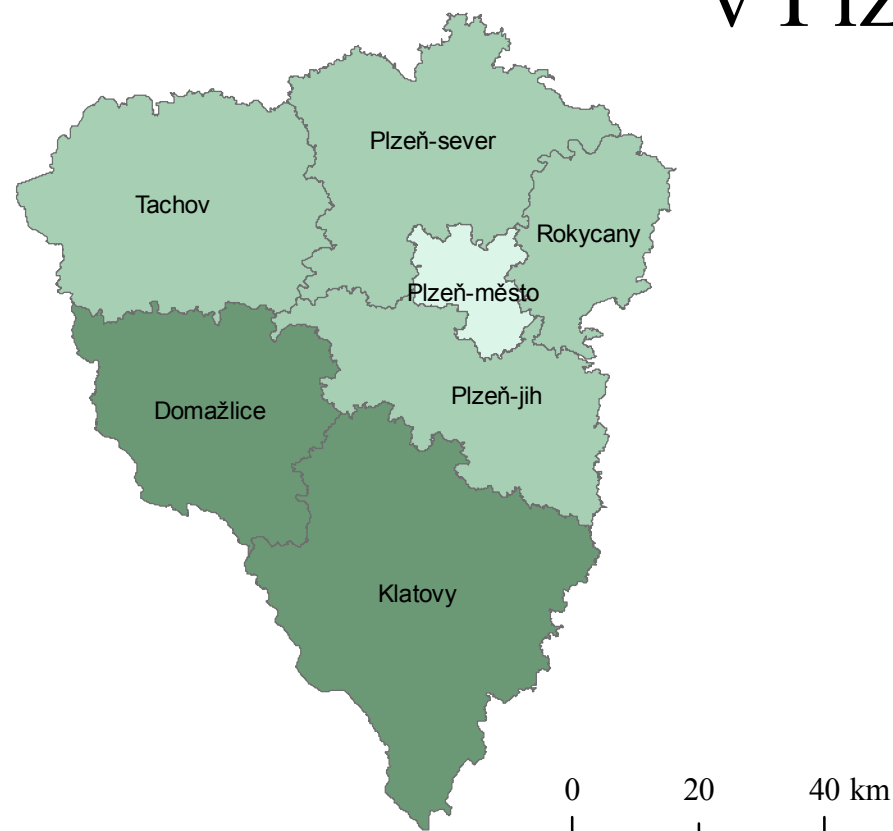 Plzeň-sever
Tachov
Rokycany
Plzeň-město
Plzeň-jih
Domažlice
Klatovy
0 20 40 km